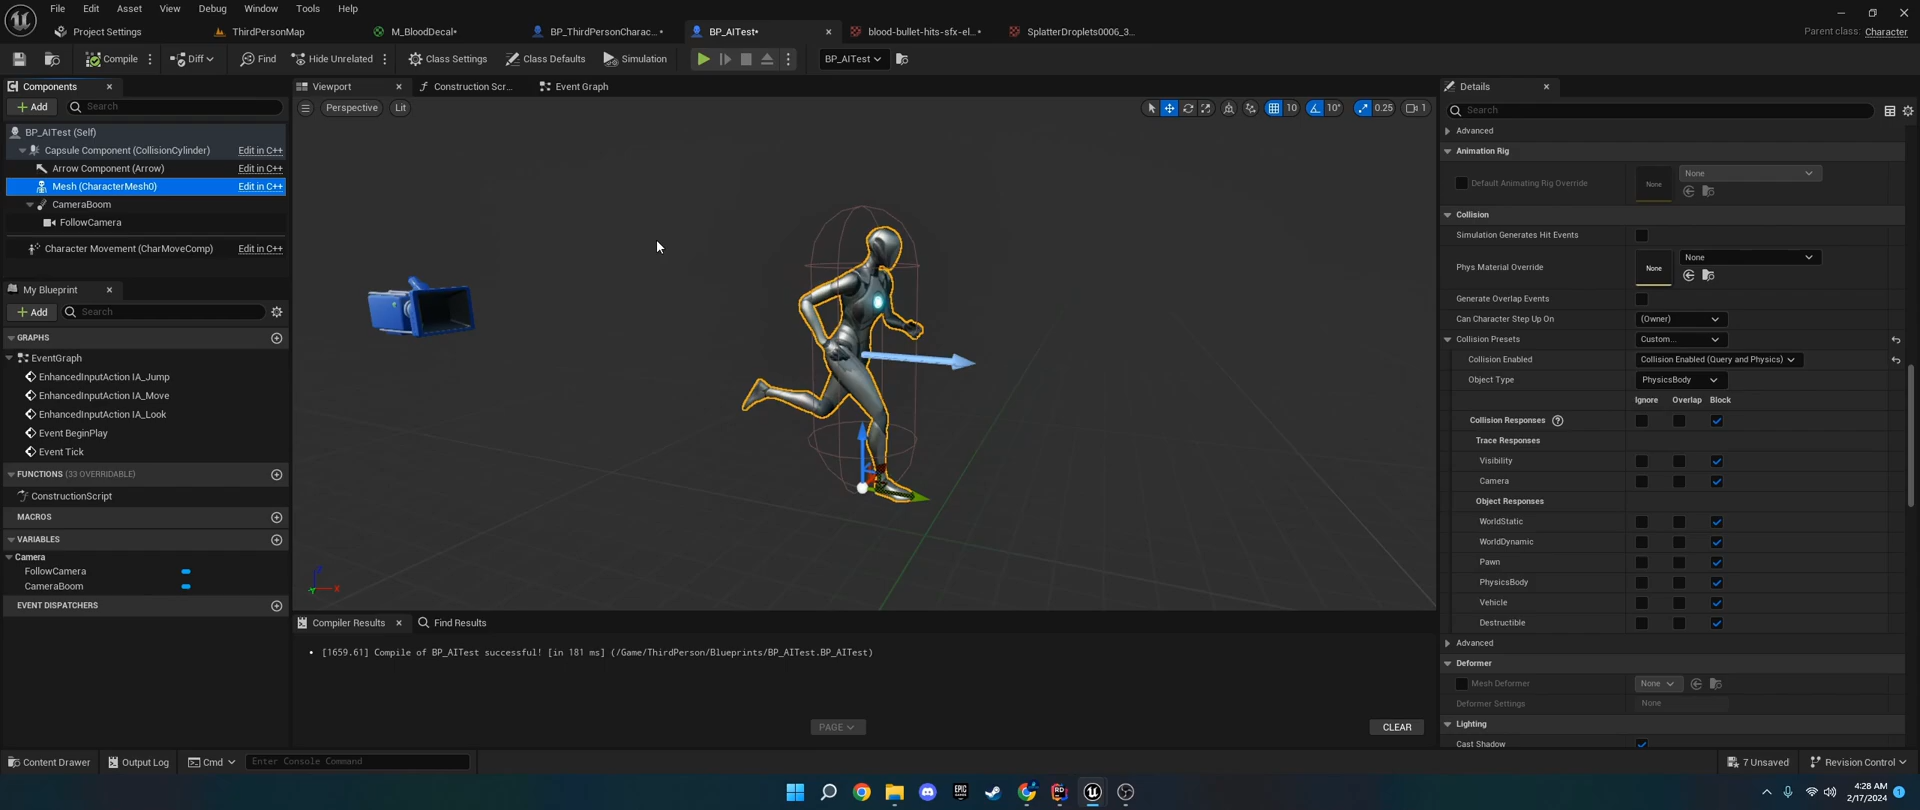 File Edit Asset View Debug Window Tools Help
Project Settings ThirdPersonMap M_BloodDecal• BP_ThirdPersonCharac...• BP_AITest• blood-bullet-hits-sfx-el...• SplatterDroplets0006_3... Parent class: Character
Compile Diff Find Hide Unrelated Class Settings Class Defaults Simulation BP_AITest
Components
Add Search
BP_AITest (Self)
Capsule Component (CollisionCylinder) Edit in C++
Arrow Component (Arrow) Edit in C++
Mesh (CharacterMesh0) Edit in C++
CameraBoom
FollowCamera
Character Movement (CharMoveComp) Edit in C++
My Blueprint
Add Search
GRAPHS
EventGraph
EnhancedInputAction IA_Jump
EnhancedInputAction IA_Move
EnhancedInputAction IA_Look
Event BeginPlay
Event Tick
FUNCTIONS (33 OVERRIDABLE)
ConstructionScript
MACROS
VARIABLES
Camera
FollowCamera
CameraBoom
EVENT DISPATCHERS
Viewport Construction Scr... Event Graph
Perspective Lit 10 10° 0.25 1
Z X Y
Compiler Results Find Results
• [1659.61] Compile of BP_AITest successful! [in 181 ms] (/Game/ThirdPerson/Blueprints/BP_AITest.BP_AITest)
PAGE CLEAR
Details
Search
Advanced
Animation Rig
Default Animating Rig Override None None
Collision
Simulation Generates Hit Events
Phys Material Override None None
Generate Overlap Events
Can Character Step Up On (Owner)
Collision Presets Custom...
Collision Enabled Collision Enabled (Query and Physics)
Object Type PhysicsBody
Ignore Overlap Block
Collision Responses ?
Trace Responses
Visibility
Camera
Object Responses
WorldStatic
WorldDynamic
Pawn
PhysicsBody
Vehicle
Destructible
Advanced
Deformer
Mesh Deformer None
Deformer Settings None
Lighting
Cast Shadow
Content Drawer Output Log Cmd Enter Console Command 7 Unsaved Revision Control
EPIC GAMES RD
4:28 AM
2/17/2024 1